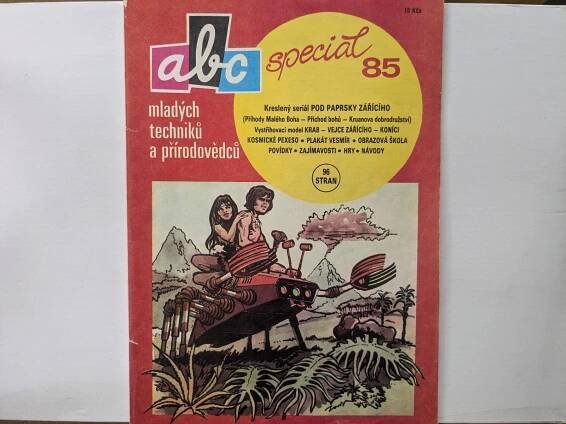 10 Kčs
abc
speciál
85
mladých
techniků
a přírodovědců
Kreslený seriál POD PAPRSKY ZÁŘÍCÍHO
(Příhody Malého Boha – Příchod bohů – Kruanova dobrodružství)
Vystřihovací model KRAB – VEJCE ZÁŘÍCÍHO – KONÍCI
KOSMICKÉ PEXESO • PLAKÁT VESMÍR • OBRAZOVÁ ŠKOLA
POVÍDKY • ZAJÍMAVOSTI • HRY • NÁVODY
96
STRAN